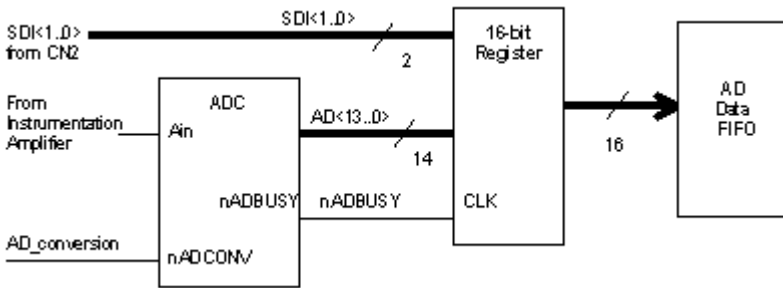 SDI<1..0>
from CN2
SDI<1..0>
2
16-bit
Register
AD
Data
FIFO
From
Instrumentation
Amplifier
ADC
Ain
AD<13..0>
14
16
nADBUSY
nADBUSY
CLK
AD_conversion
nADCONV